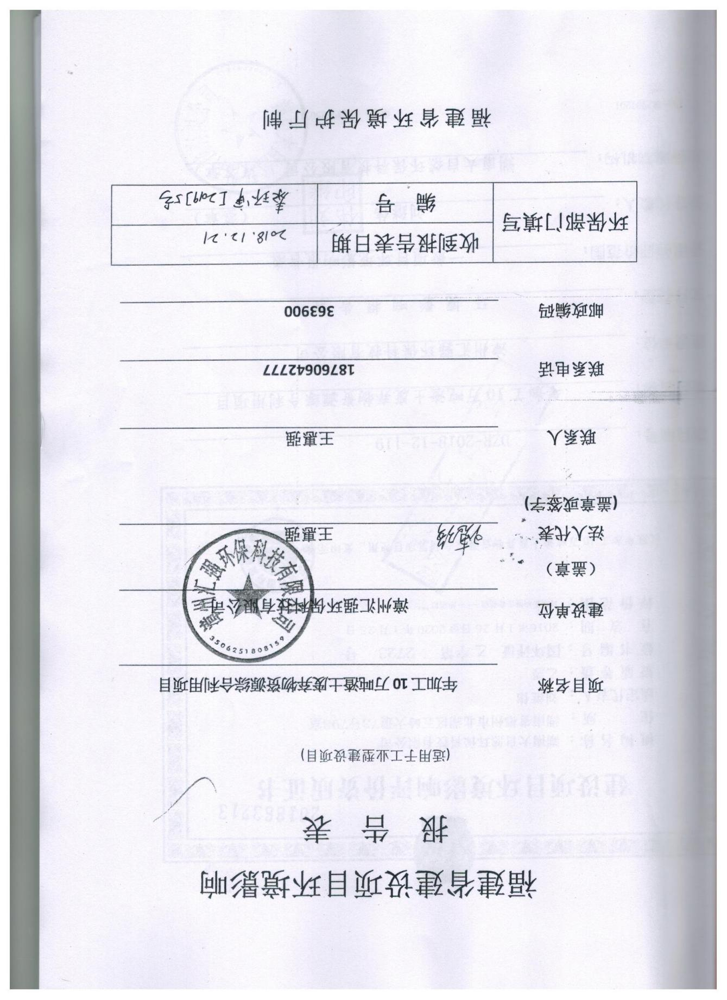 福建省建设项目环境影响
报告表
(适用于工业型建设项目)
项目名称 年加工 10 万吨渣土废弃物资源综合利用项目
建设单位 漳州汇强环保科技有限公司
（盖章）
漳州汇强环保科技有限公司
3506251808159
法人代表 王惠强
(盖章或签字)
联系人 王惠强
联系电话 18760642777
邮政编码 363900
环保部门填写 收到报告表日期 2018.12.21
编 号 泰环审[2019]5号
福建省环境保护厅制